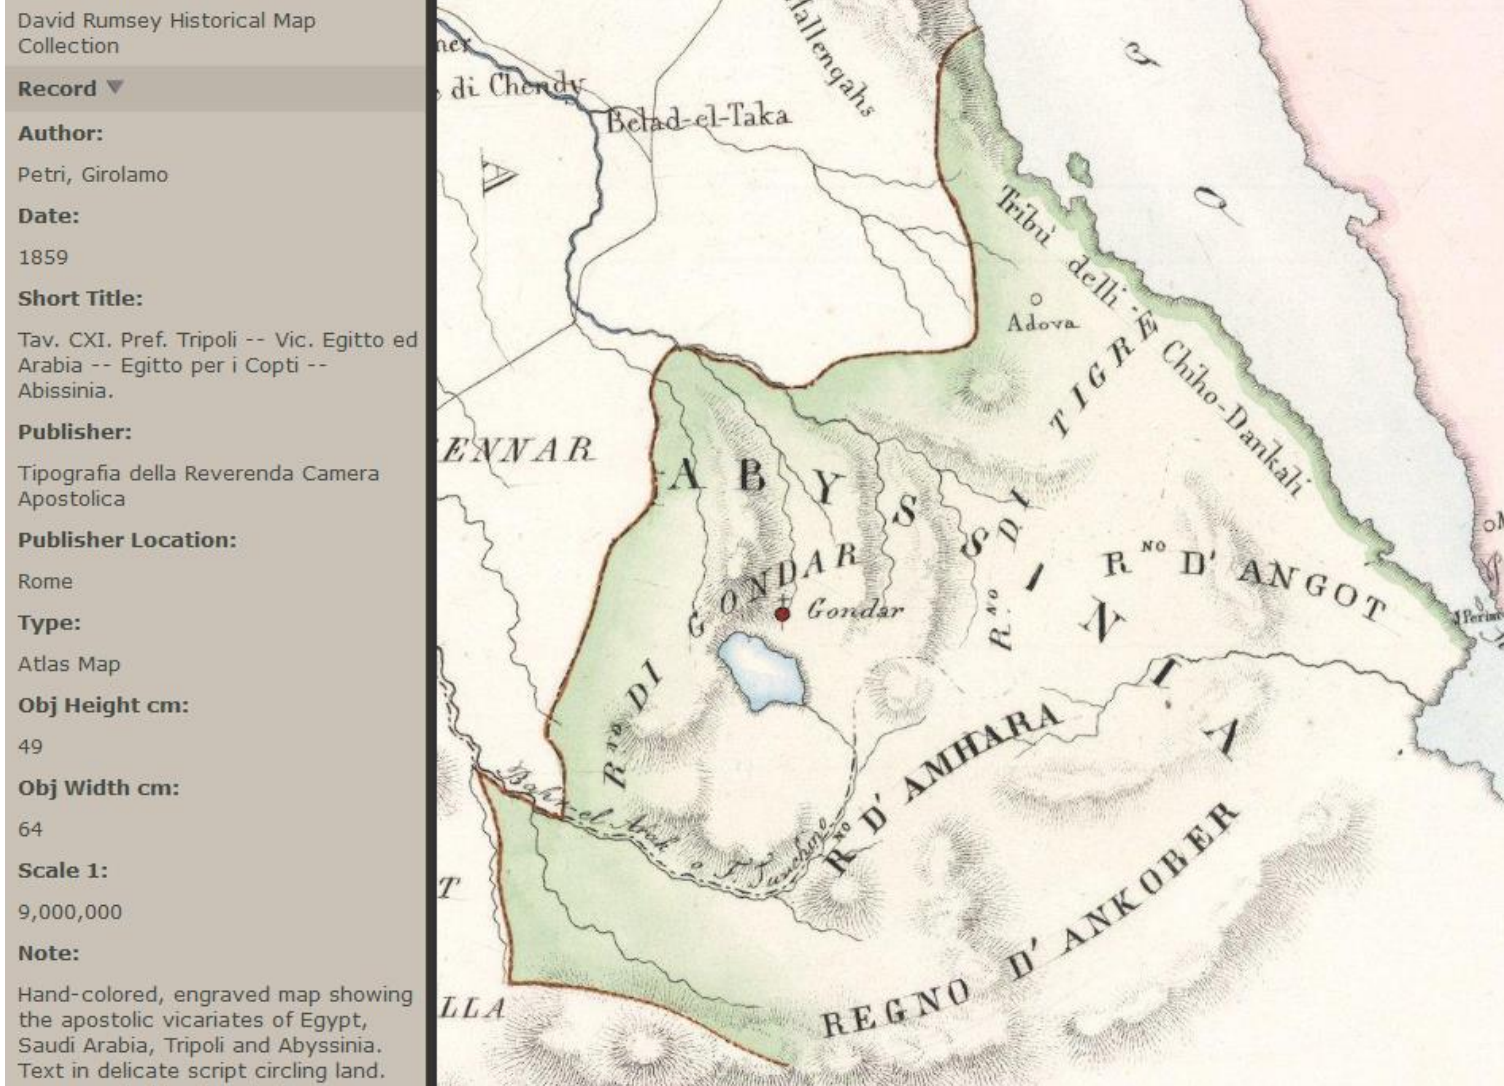 David Rumsey Historical Map
Collection
Record
Author:
Petri, Girolamo
Date:
1859
Short Title:
Tav. CXI. Pref. Tripoli -- Vic. Egitto ed
Arabia -- Egitto per i Copti --
Abissinia.
Publisher:
Tipografia della Reverenda Camera
Apostolica
Publisher Location:
Rome
Type:
Atlas Map
Obj Height cm:
49
Obj Width cm:
64
Scale 1:
9,000,000
Note:
Hand-colored, engraved map showing
the apostolic vicariates of Egypt,
Saudi Arabia, Tripoli and Abyssinia.
Text in delicate script circling land.
ner
di Chendy
Belad-el-Taka
Hallengahs
A
S
O
Tribù delli Chiho-Dankali
Adova
ENNAR
ABYSSINIA
R.NO DI TIGRE
R.NO DI GONDAR
Gondar
R.NO D' ANGOT
R.NO D' AMHARA
REGNO D' ANKOBER
T
LLA